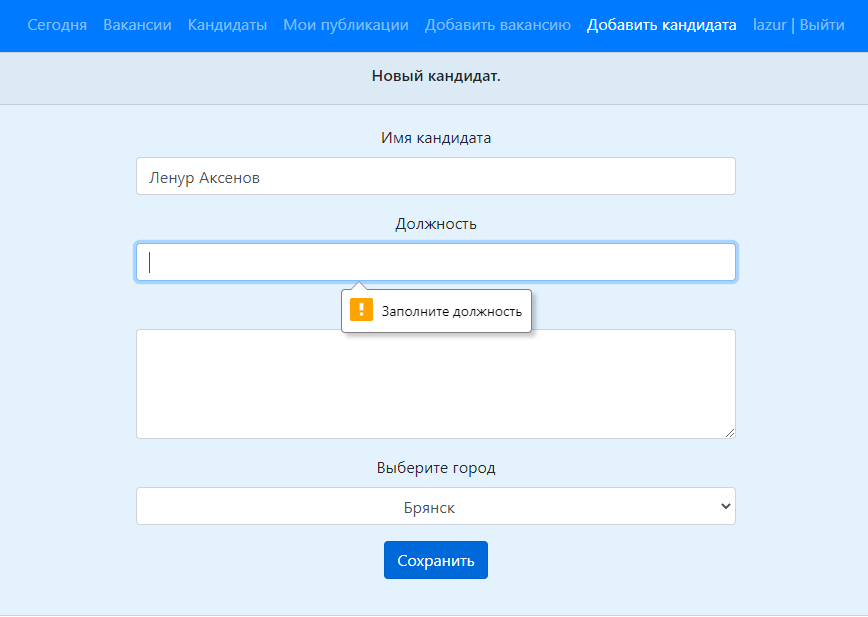 Сегодня Вакансии Кандидаты Мои публикации Добавить вакансию Добавить кандидата lazur | Выйти
Новый кандидат.
Имя кандидата
Ленур Аксенов
Должность
Заполните должность
Выберите город
Брянск
Сохранить